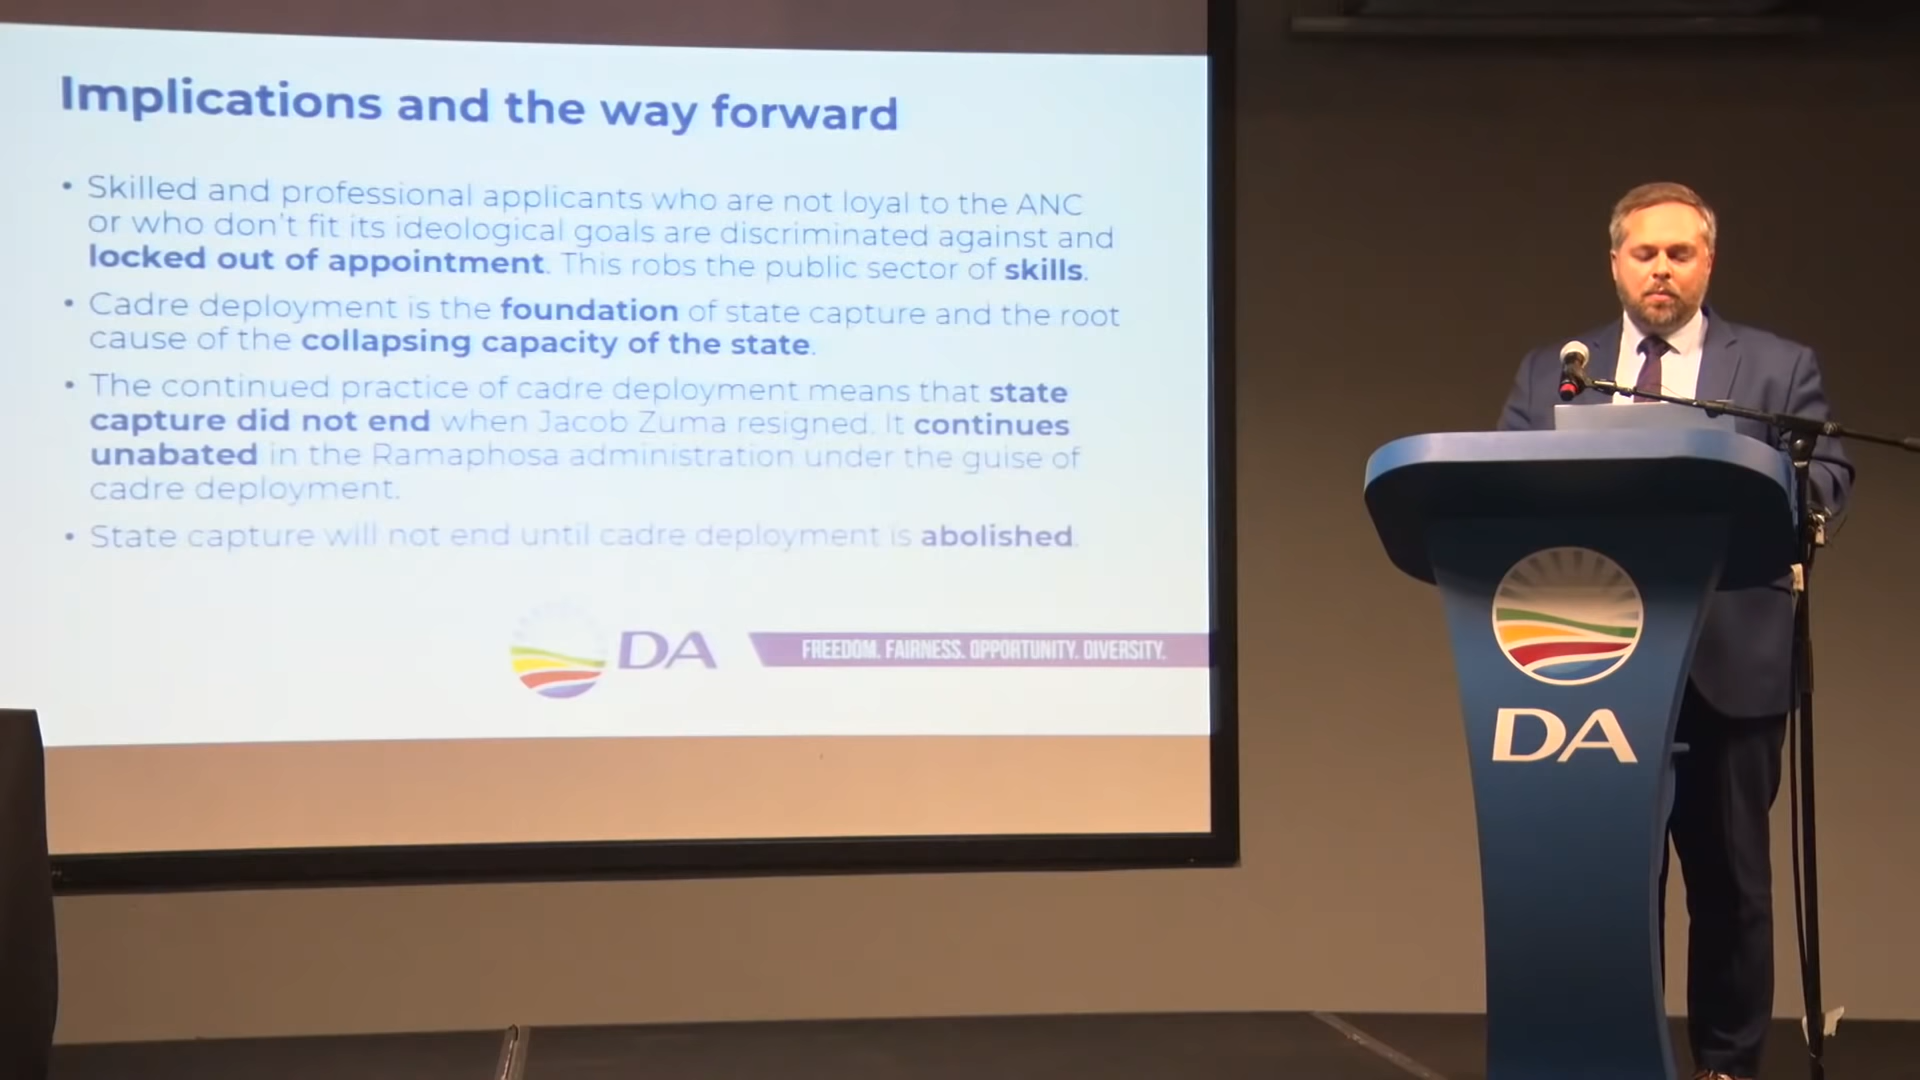 Implications and the way forward
• Skilled and professional applicants who are not loyal to the ANC
or who don't fit its ideological goals are discriminated against and
locked out of appointment. This robs the public sector of skills.
• Cadre deployment is the foundation of state capture and the root
cause of the collapsing capacity of the state.
• The continued practice of cadre deployment means that state
capture did not end when Jacob Zuma resigned. It continues
unabated in the Ramaphosa administration under the guise of
cadre deployment.
• State capture will not end until cadre deployment is abolished.
DA
FREEDOM. FAIRNESS. OPPORTUNITY. DIVERSITY.
DA